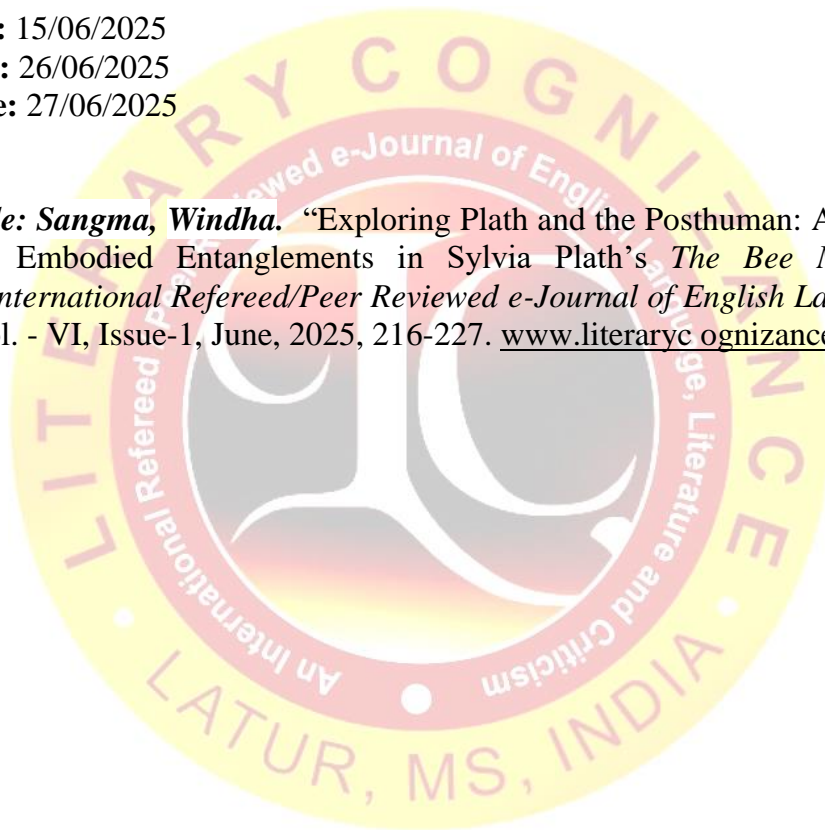 : 15/06/2025
: 26/06/2025
e: 27/06/2025
le: Sangma, Windha. “Exploring Plath and the Posthuman: A
Embodied Entanglements in Sylvia Plath’s The Bee
nternational Refereed/Peer Reviewed e-Journal of English La
ol. - VI, Issue-1, June, 2025, 216-227. www.literaryc ognizance
LITERARY COGNIZANCE
An International Refereed Peer Reviewed e-Journal of English Language, Literature and Criticism
LATUR, MS, INDIA